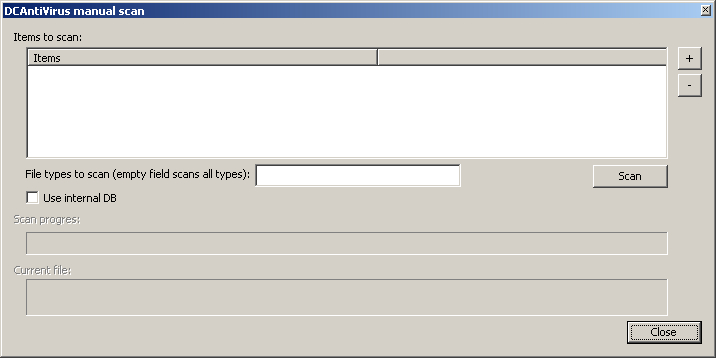 DCAntiVirus manual scan
Items to scan:
Items
+
-
File types to scan (empty field scans all types):
Scan
Use internal DB
Scan progres:
Current file:
Close